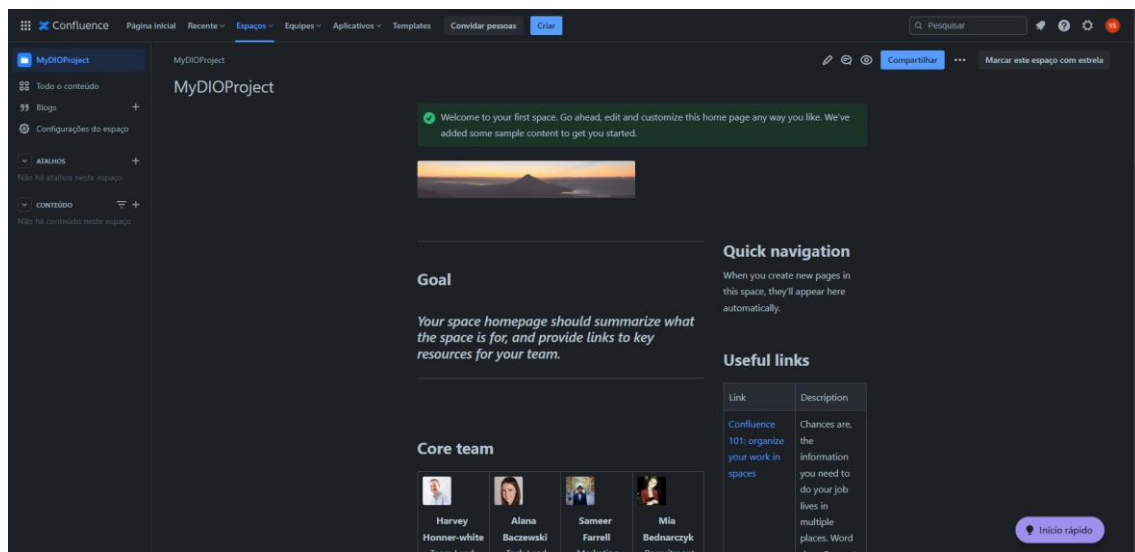 Confluence Página inicial Recente Espaços Equipes Aplicativos Templates Convidar pessoas Criar Pesquisar VS
MyDIOProject
Todo o conteúdo
Blogs
Configurações do espaço
ATALHOS
Não há atalhos neste espaço
CONTEÚDO
Não há conteúdo neste espaço
MyDIOProject
Compartilhar
Marcar este espaço com estrela
MyDIOProject
Welcome to your first space. Go ahead, edit and customize this home page any way you like. We've
added some sample content to get you started.
Goal
Your space homepage should summarize what
the space is for, and provide links to key
resources for your team.
Core team
Harvey
Honner-white
Alana
Baczewski
Sameer
Farrell
Mia
Bednarczyk
Quick navigation
When you create new pages in
this space, they'll appear here
automatically.
Useful links
Link
Description
Confluence
101: organize
your work in
spaces
Chances are,
the
information
you need to
do your job
lives in
multiple
places. Word
Início rápido